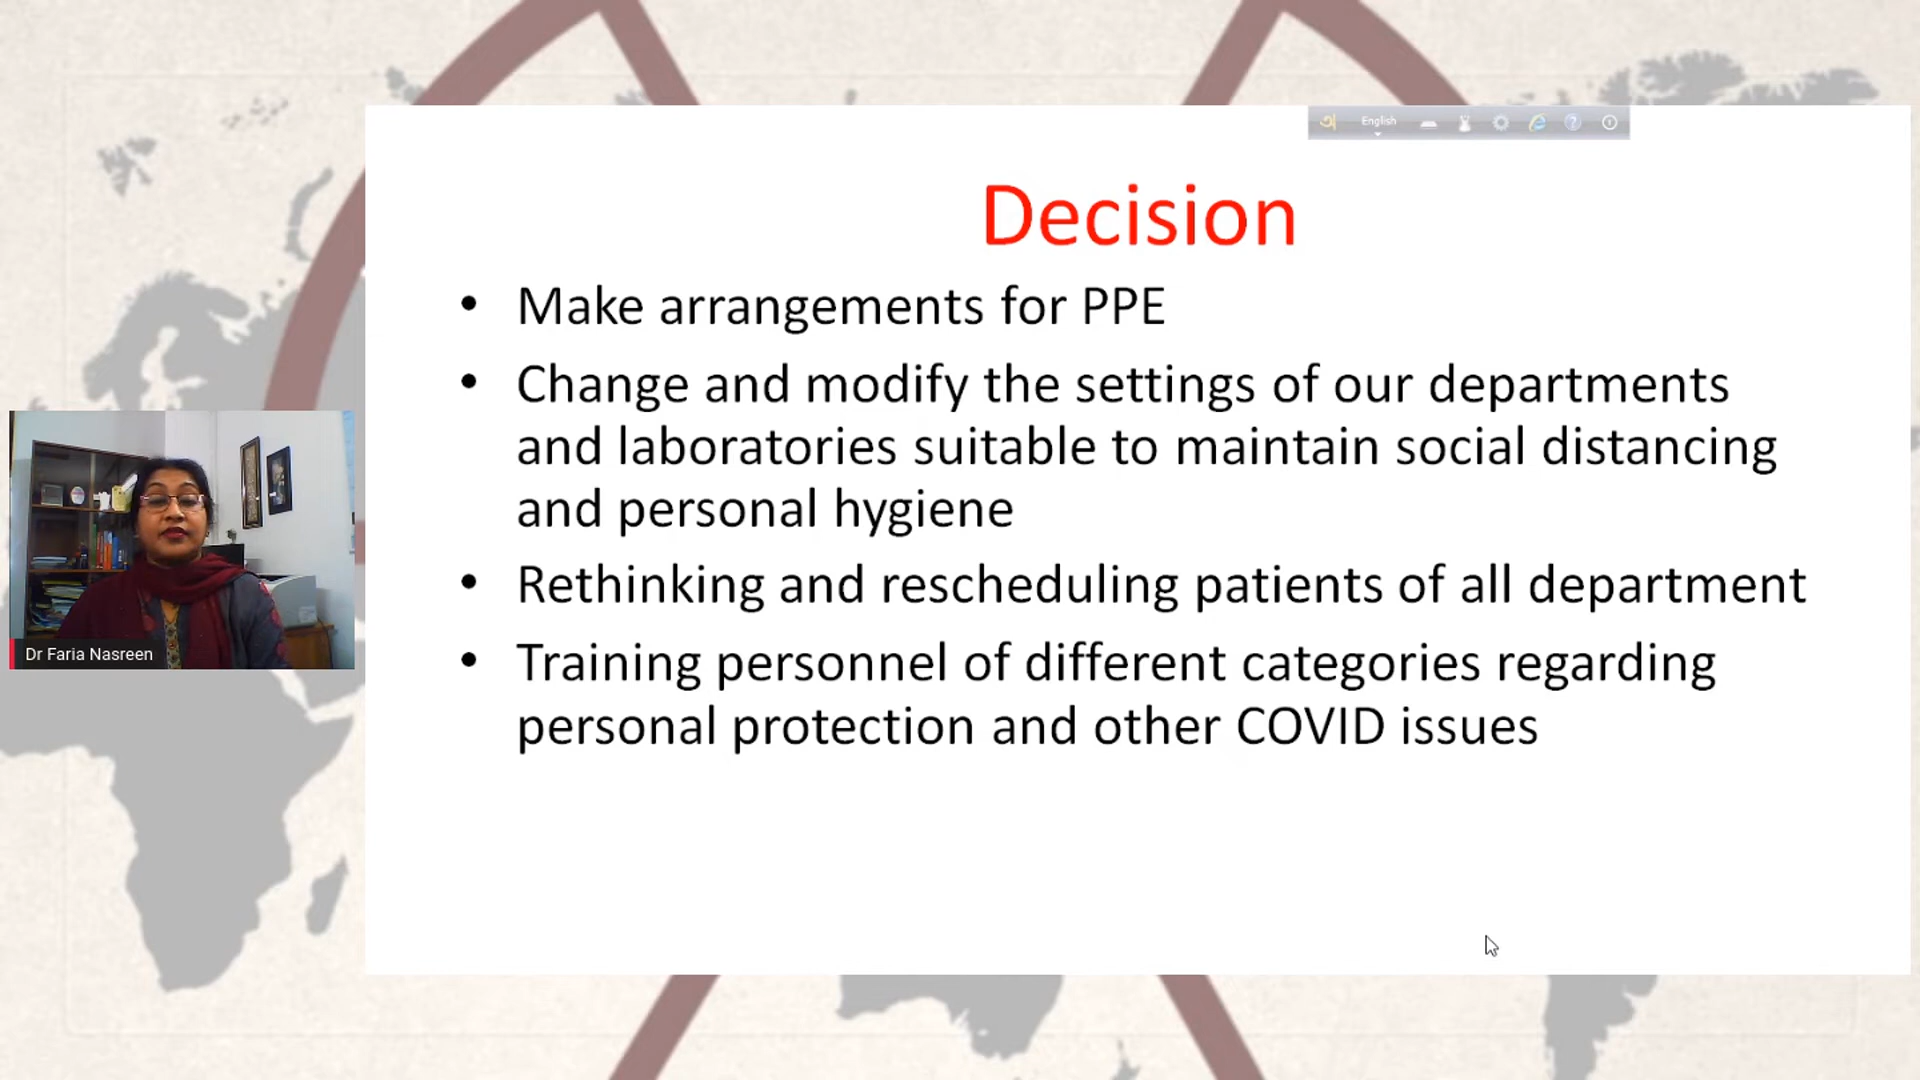 অ English
Decision
• Make arrangements for PPE
• Change and modify the settings of our departments
and laboratories suitable to maintain social distancing
and personal hygiene
• Rethinking and rescheduling patients of all department
• Training personnel of different categories regarding
personal protection and other COVID issues
Dr Faria Nasreen